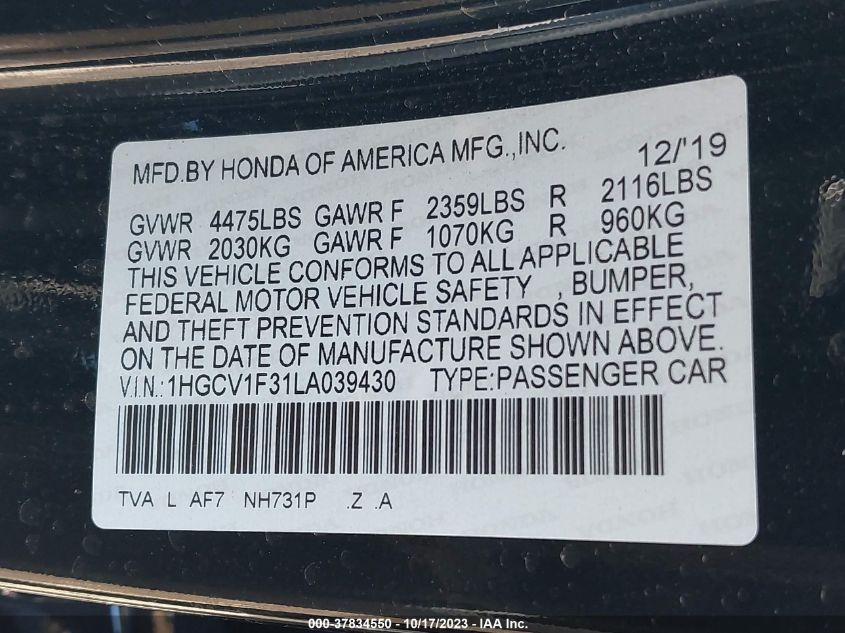 MFD.BY HONDA OF AMERICA MFG.,INC. 12/'19
GVWR 4475LBS GAWR F 2359LBS R 2116LBS
GVWR 2030KG GAWR F 1070KG R 960KG
THIS VEHICLE CONFORMS TO ALL APPLICABLE
FEDERAL MOTOR VEHICLE SAFETY , BUMPER,
AND THEFT PREVENTION STANDARDS IN EFFECT
ON THE DATE OF MANUFACTURE SHOWN ABOVE.
V.I.N.: 1HGCV1F31LA039430 TYPE:PASSENGER CAR
TVA L AF7 NH731P .Z .A
000-37834550 - 10/17/2023 - IAA Inc.